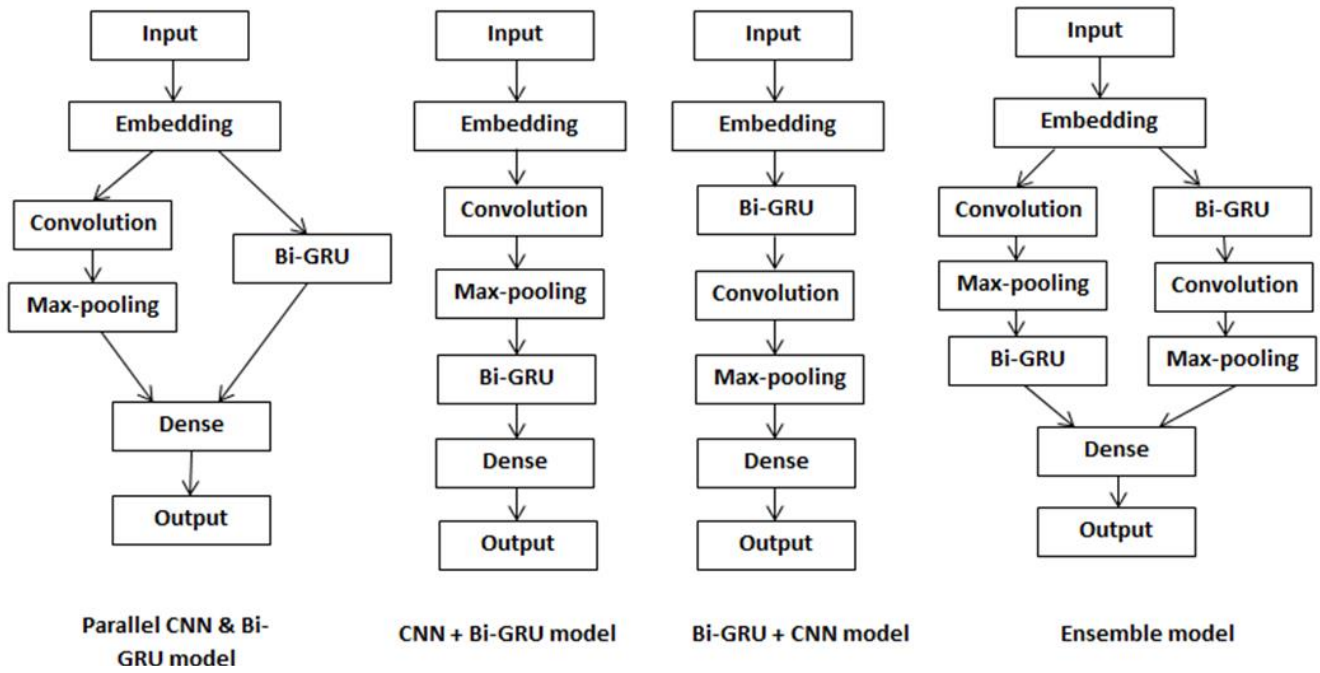 Input
Embedding
Convolution
Bi-GRU
Max-pooling
Dense
Output
Parallel CNN & Bi-
GRU model
Input
Embedding
Convolution
Max-pooling
Bi-GRU
Dense
Output
CNN + Bi-GRU model
Input
Embedding
Bi-GRU
Convolution
Max-pooling
Dense
Output
Bi-GRU + CNN model
Input
Embedding
Convolution
Max-pooling
Bi-GRU
Bi-GRU
Convolution
Max-pooling
Dense
Output
Ensemble model